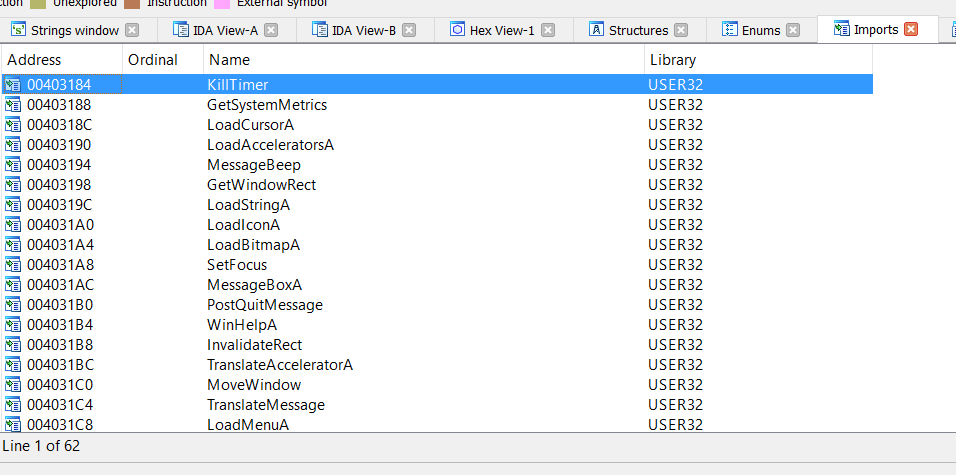 ction Unexplored Instruction External symbol
Strings window IDA View-A IDA View-B Hex View-1 Structures Enums Imports
Address Ordinal Name Library
00403184 KillTimer USER32
00403188 GetSystemMetrics USER32
0040318C LoadCursorA USER32
00403190 LoadAcceleratorsA USER32
00403194 MessageBeep USER32
00403198 GetWindowRect USER32
0040319C LoadStringA USER32
004031A0 LoadIconA USER32
004031A4 LoadBitmapA USER32
004031A8 SetFocus USER32
004031AC MessageBoxA USER32
004031B0 PostQuitMessage USER32
004031B4 WinHelpA USER32
004031B8 InvalidateRect USER32
004031BC TranslateAcceleratorA USER32
004031C0 MoveWindow USER32
004031C4 TranslateMessage USER32
004031C8 LoadMenuA USER32
Line 1 of 62